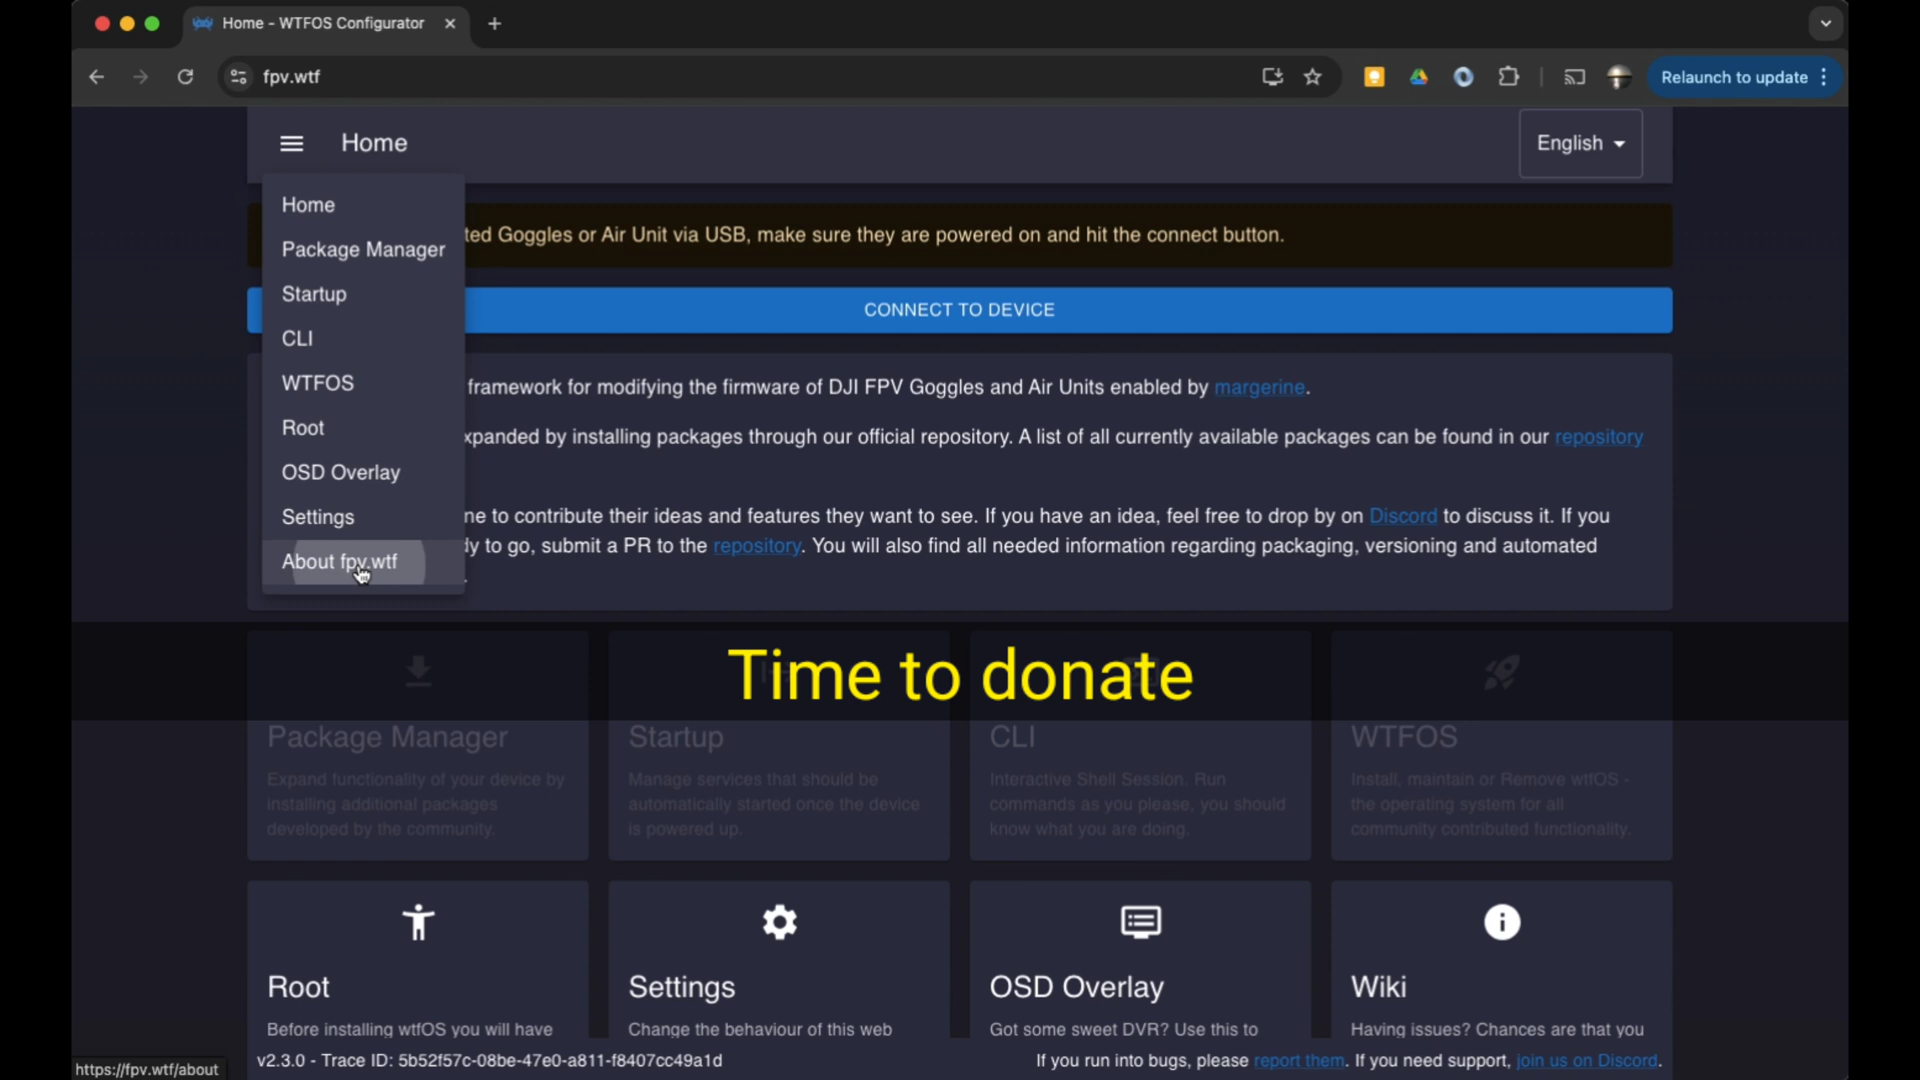 Home - WTFOS Configurator
fpv.wtf
Relaunch to update
Home
English
Home
Package Manager
Startup
CLI
WTFOS
Root
OSD Overlay
Settings
About fpv.wtf
ted Goggles or Air Unit via USB, make sure they are powered on and hit the connect button.
CONNECT TO DEVICE
framework for modifying the firmware of DJI FPV Goggles and Air Units enabled by margerine.
xpanded by installing packages through our official repository. A list of all currently available packages can be found in our repository
ne to contribute their ideas and features they want to see. If you have an idea, feel free to drop by on Discord to discuss it. If you
dy to go, submit a PR to the repository. You will also find all needed information regarding packaging, versioning and automated
.
Time to donate
Package Manager
Expand functionality of your device by
installing additional packages
developed by the community.
Startup
Manage services that should be
automatically started once the device
is powered up.
CLI
Interactive Shell Session. Run
commands as you please, you should
know what you are doing.
WTFOS
Install, maintain or Remove wtfOS -
the operating system for all
community contributed functionality.
Root
Before installing wtfOS you will have
Settings
Change the behaviour of this web
OSD Overlay
Got some sweet DVR? Use this to
Wiki
Having issues? Chances are that you
https://fpv.wtf/about
v2.3.0 - Trace ID: 5b52f57c-08be-47e0-a811-f8407cc49a1d
If you run into bugs, please report them. If you need support, join us on Discord.